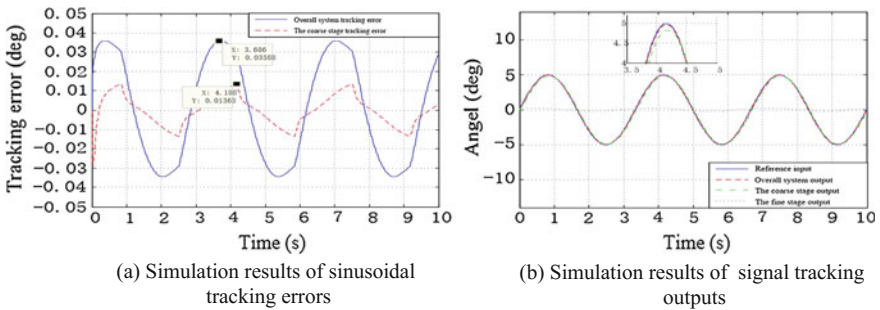 0.05
0.04
0.03
0.02
0.01
0
-0.01
-0.02
-0.03
-0.04
-0.05
Tracking error (deg)
Overall system tracking error
The coarse stage tracking error
X: 3.686
Y: 0.03568
X: 4.188
Y: 0.01363
0 1 2 3 4 5 6 7 8 9 10
Time (s)
(a) Simulation results of sinusoidal
tracking errors
10
5
0
-5
-10
Angel (deg)
5
4.5
4
3.5 4 4.5 5
Reference input
Overall system output
The coarse stage output
The fine stage output
0 1 2 3 4 5 6 7 8 9 10
Time (s)
(b) Simulation results of signal tracking
outputs